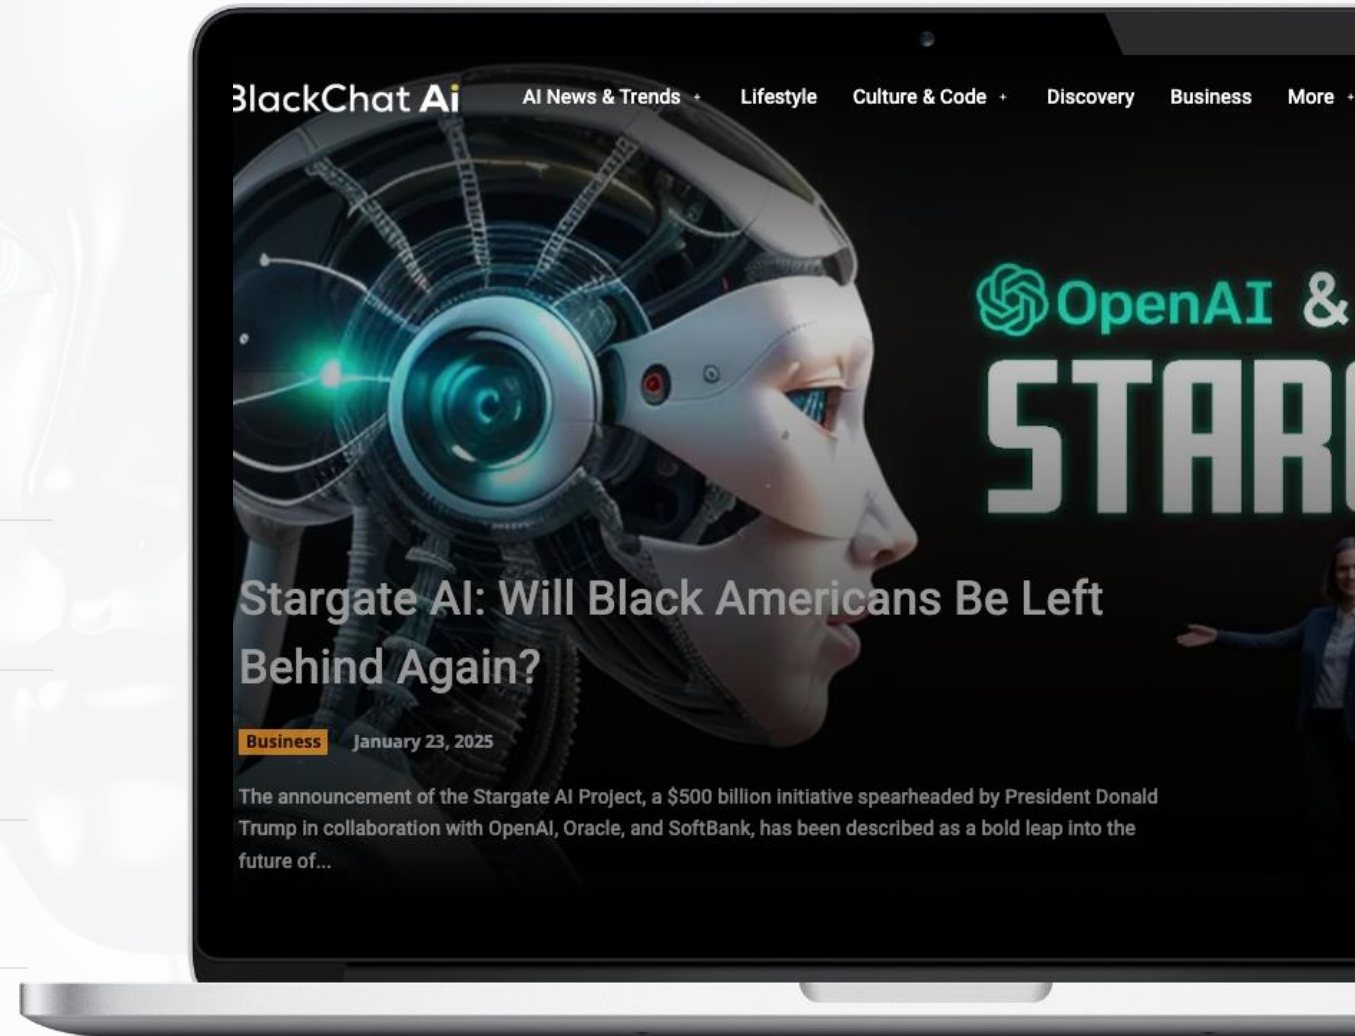 BlackChat Ai
AI News & Trends + Lifestyle Culture & Code + Discovery Business More +
OpenAI &
STARG
Stargate AI: Will Black Americans Be Left
Behind Again?
Business January 23, 2025
The announcement of the Stargate AI Project, a $500 billion initiative spearheaded by President Donald
Trump in collaboration with OpenAI, Oracle, and SoftBank, has been described as a bold leap into the
future of...